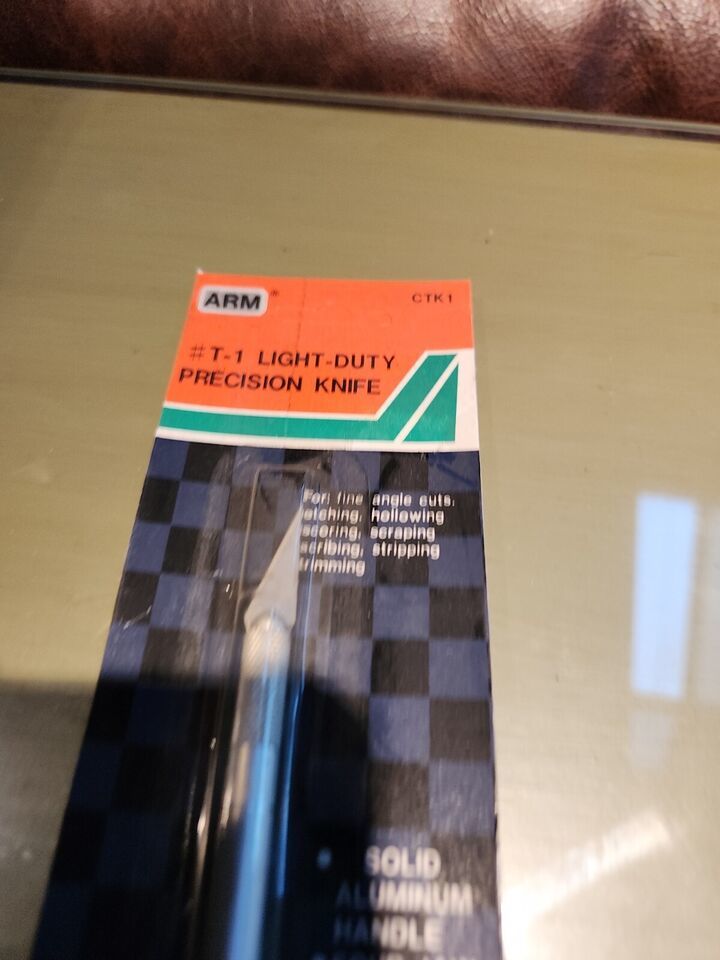 ARM®
CTK1
#T-1 LIGHT-DUTY
PRECISION KNIFE
For: fine angle cuts,
etching, hollowing
scoring, scraping
scribing, stripping
trimming
• SOLID
ALUMINUM
HANDLE